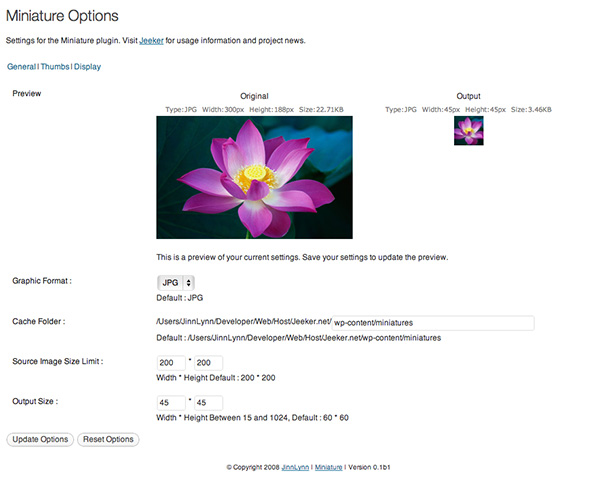 Miniature Options
Settings for the Miniature plugin. Visit Jeeker for usage information and project news.
General | Thumbs | Display
Preview
Original
Type:JPG Width:300px Height:188px Size:22.71KB
Output
Type:JPG Width:45px Height:45px Size:3.46KB
This is a preview of your current settings. Save your settings to update the preview.
Graphic Format :
JPG
Default : JPG
Cache Folder :
/Users/JinnLynn/Developer/Web/Host/Jeeker.net/ wp-content/miniatures
Default : /Users/JinnLynn/Developer/Web/Host/Jeeker.net/wp-content/miniatures
Source Image Size Limit :
200 * 200
Width * Height Default : 200 * 200
Output Size :
45 * 45
Width * Height Between 15 and 1024, Default : 60 * 60
Update Options Reset Options
© Copyright 2008 JinnLynn | Miniature | Version 0.1b1